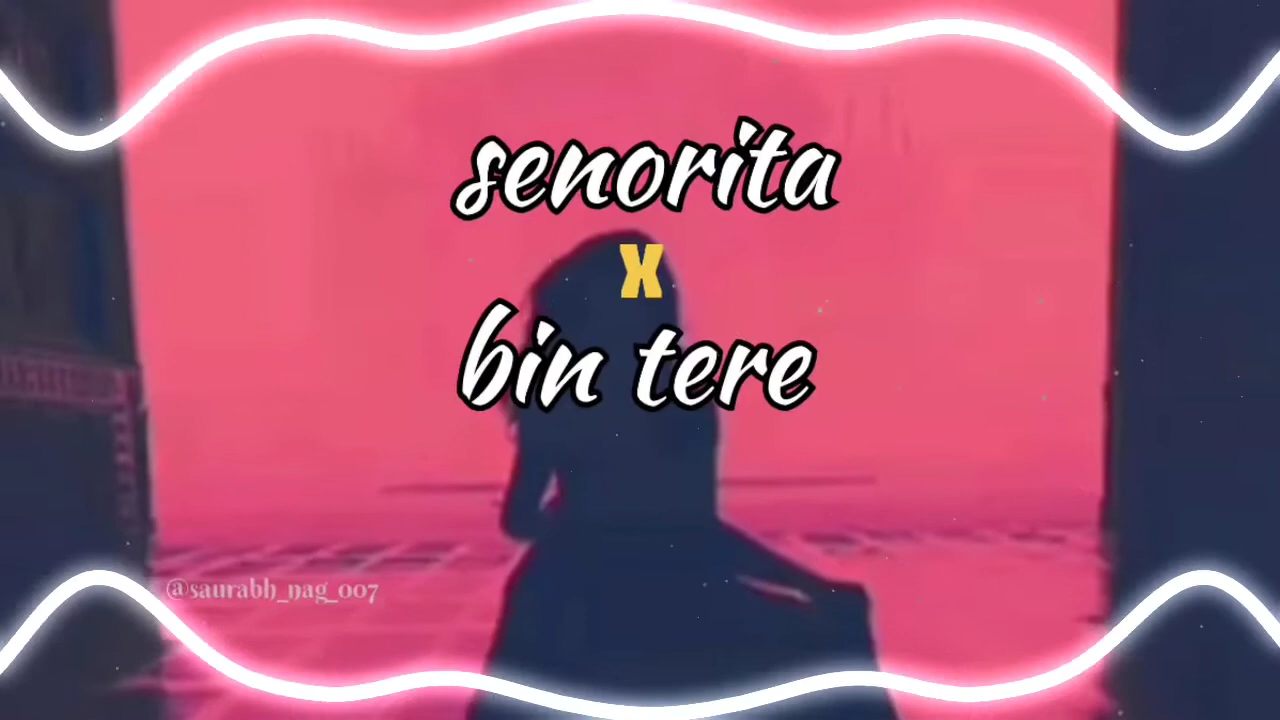 senorita
x
bin tere
@saurabh_nag_007